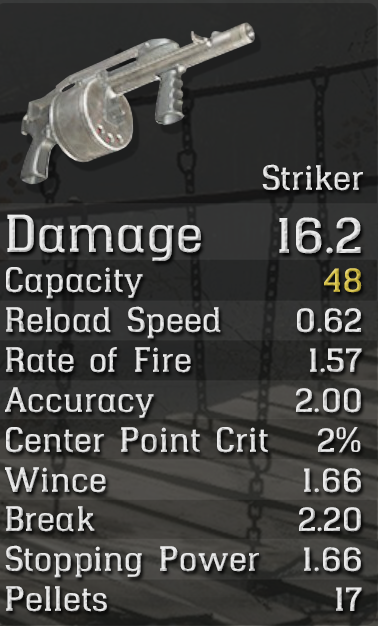 Striker
Damage 16.2
Capacity 48
Reload Speed 0.62
Rate of Fire 1.57
Accuracy 2.00
Center Point Crit 2%
Wince 1.66
Break 2.20
Stopping Power 1.66
Pellets 17